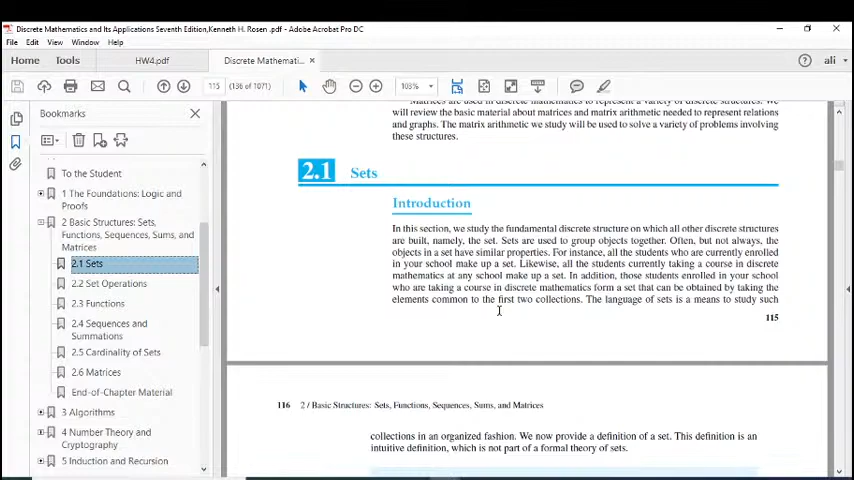 Discrete Mathematics and Its Applications Seventh Edition,Kenneth H. Rosen .pdf - Adobe Acrobat Pro DC
File Edit View Window Help
Home Tools HW4.pdf Discrete Mathemati... × ali
115 (136 of 1071) 103%
Bookmarks
To the Student
1 The Foundations: Logic and
Proofs
2 Basic Structures: Sets,
Functions, Sequences, Sums, and
Matrices
2.1 Sets
2.2 Set Operations
2.3 Functions
2.4 Sequences and
Summations
2.5 Cardinality of Sets
2.6 Matrices
End-of-Chapter Material
3 Algorithms
4 Number Theory and
Cryptography
5 Induction and Recursion
Matrices are used in discrete mathematics to represent a variety of discrete structures. We
will review the basic material about matrices and matrix arithmetic needed to represent relations
and graphs. The matrix arithmetic we study will be used to solve a variety of problems involving
these structures.
2.1 Sets
Introduction
In this section, we study the fundamental discrete structure on which all other discrete structures
are built, namely, the set. Sets are used to group objects together. Often, but not always, the
objects in a set have similar properties. For instance, all the students who are currently enrolled
in your school make up a set. Likewise, all the students currently taking a course in discrete
mathematics at any school make up a set. In addition, those students enrolled in your school
who are taking a course in discrete mathematics form a set that can be obtained by taking the
elements common to the first two collections. The language of sets is a means to study such
115
116 2 / Basic Structures: Sets, Functions, Sequences, Sums, and Matrices
collections in an organized fashion. We now provide a definition of a set. This definition is an
intuitive definition, which is not part of a formal theory of sets.